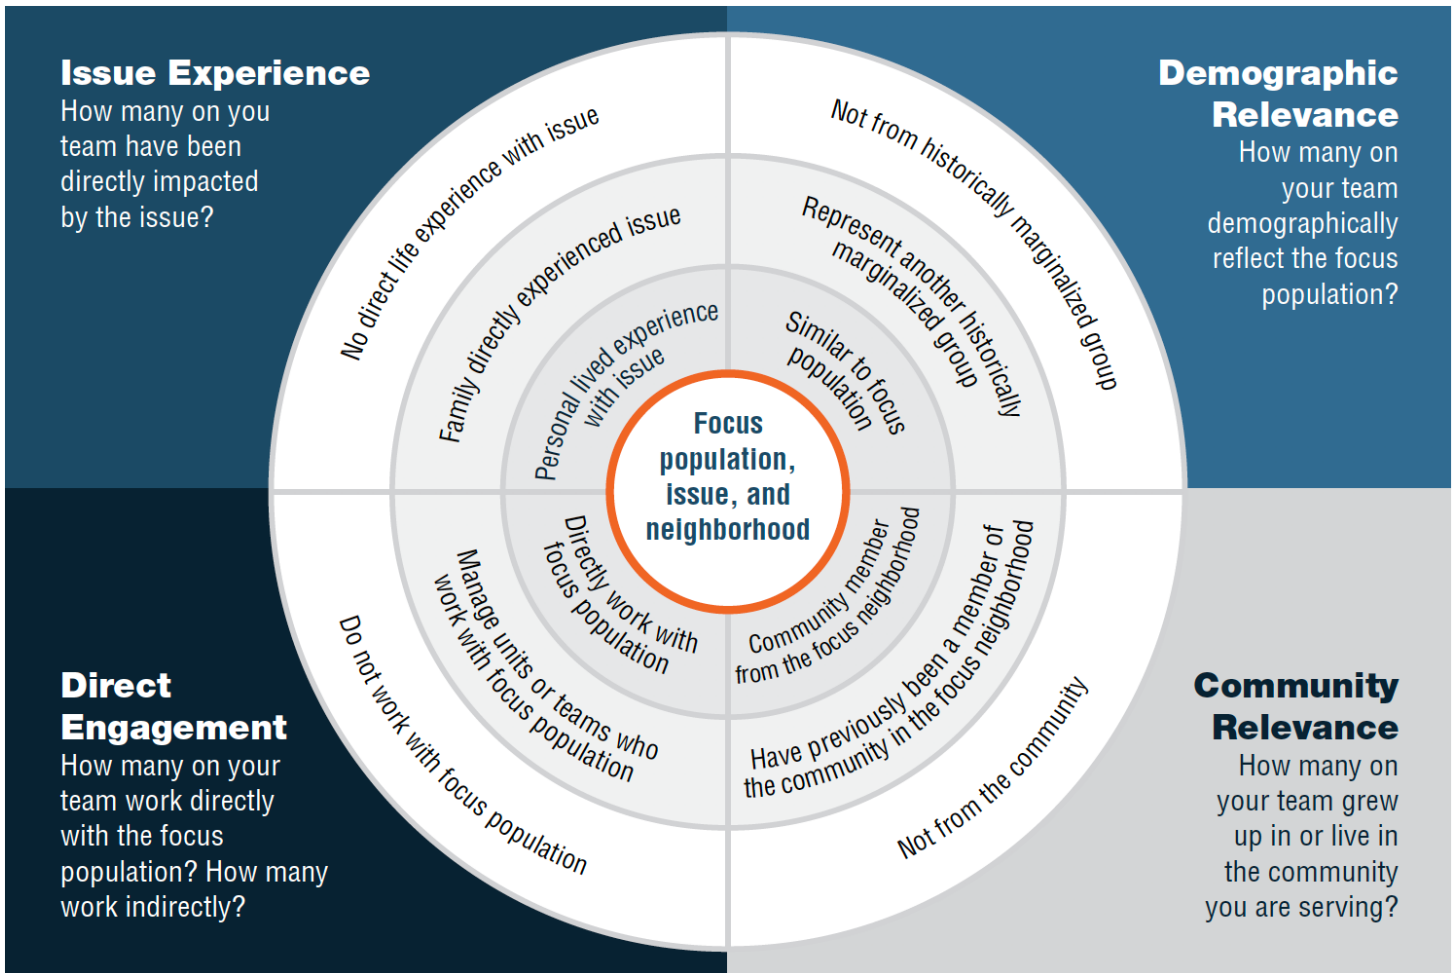 Issue Experience
How many on you
team have been
directly impacted
by the issue?
Demographic
Relevance
How many on
your team
demographically
reflect the focus
population?
No direct life experience with issue
Family directly experienced issue
Personal lived experience
with issue
Not from historically marginalized group
Represent another historically
marginalized group
Similar to focus
population
Focus
population,
issue, and
neighborhood
Directly work with
focus population
Manage units or teams who
work with focus population
Do not work with focus population
Community member
from the focus neighborhood
Have previously been a member of
the community in the focus neighborhood
Not from the community
Direct
Engagement
How many on your
team work directly
with the focus
population? How many
work indirectly?
Community
Relevance
How many on
your team grew
up in or live in
the community
you are serving?